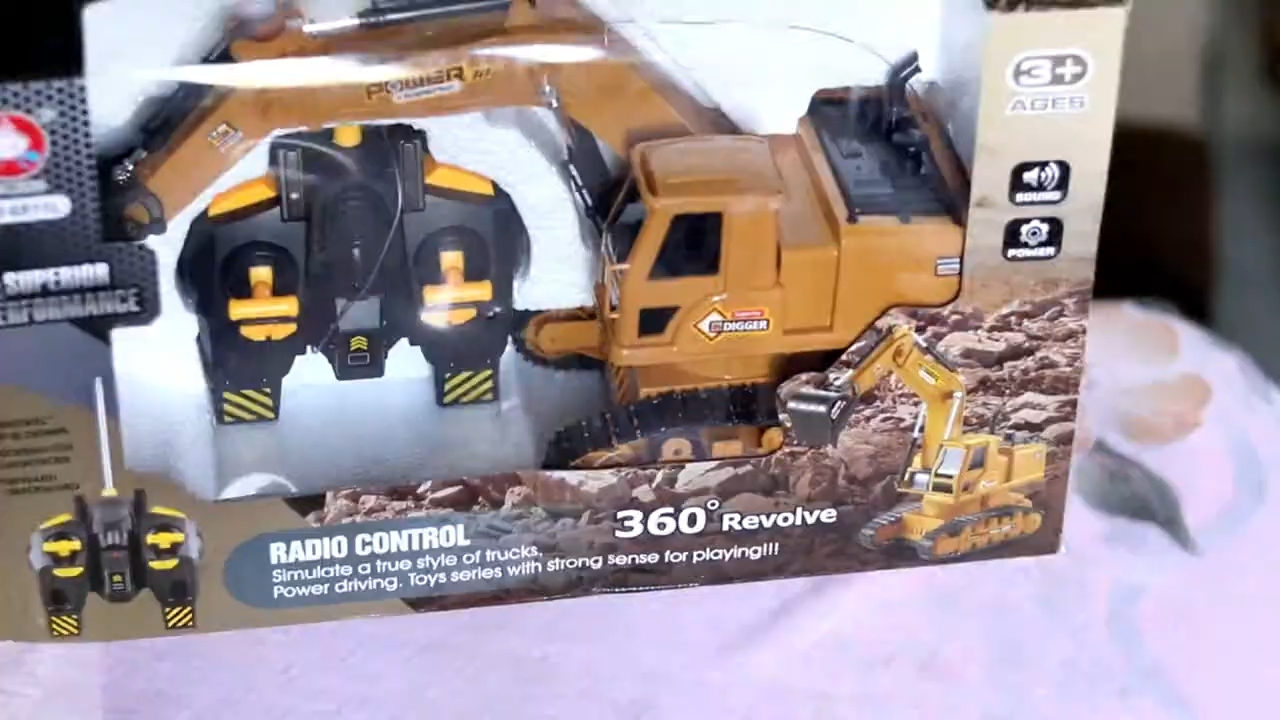 POWER
3+
AGES
SOUND
POWER
SUPERIOR
PERFORMANCE
DIGGER
360° Revolve
RADIO CONTROL
Simulate a true style of trucks,
Power driving. Toys series with strong sense for playing!!!